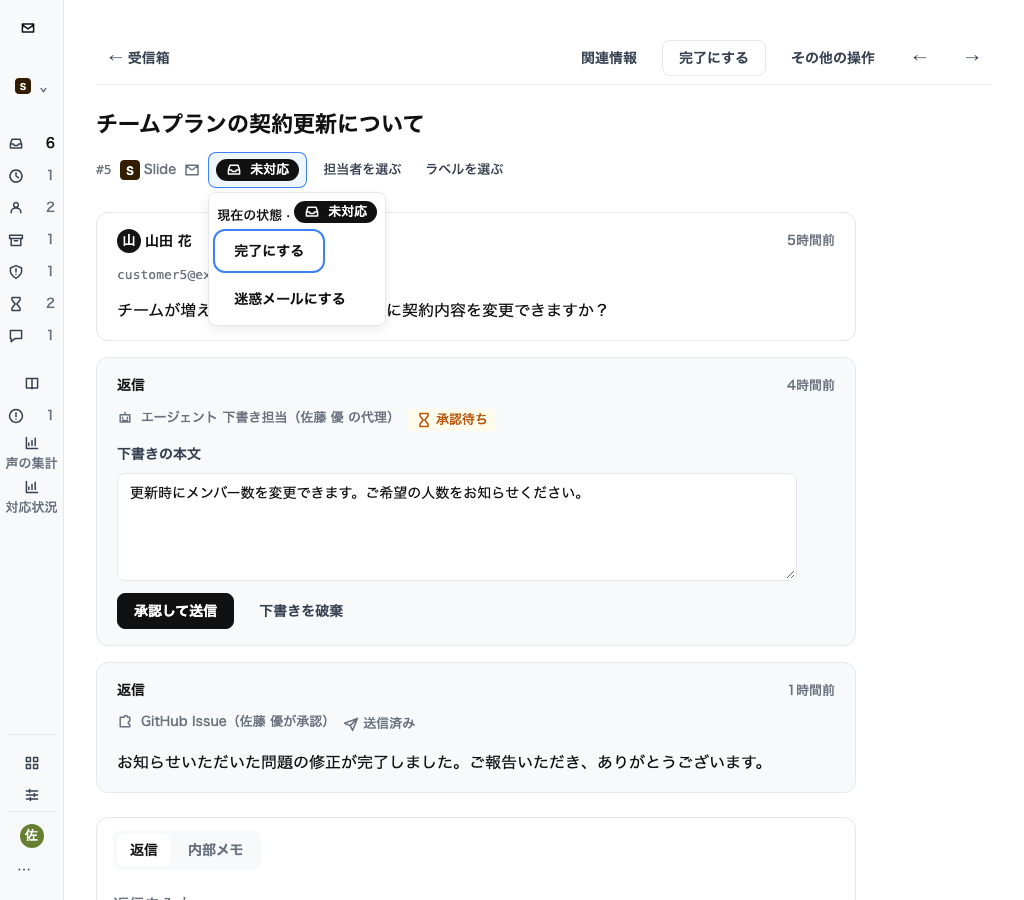 ← 受信箱
関連情報
完了にする
その他の操作
←
→
S
6
1
2
1
1
2
1
1
声の集計
対応状況
佐
…
チームプランの契約更新について
#5 S Slide 未対応 担当者を選ぶ ラベルを選ぶ
現在の状態 · 未対応
完了にする
迷惑メールにする
山 山田 花
5時間前
customer5@ex
チームが増え
に契約内容を変更できますか？
返信
4時間前
エージェント 下書き担当（佐藤 優 の代理） 承認待ち
下書きの本文
更新時にメンバー数を変更できます。ご希望の人数をお知らせください。
承認して送信
下書きを破棄
返信
1時間前
GitHub Issue（佐藤 優が承認） 送信済み
お知らせいただいた問題の修正が完了しました。ご報告いただき、ありがとうございます。
返信
内部メモ